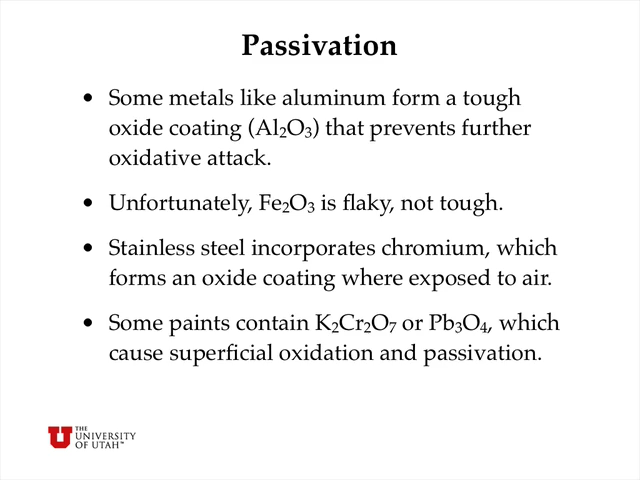 Passivation
• Some metals like aluminum form a tough
oxide coating (Al₂O₃) that prevents further
oxidative attack.
• Unfortunately, Fe₂O₃ is flaky, not tough.
• Stainless steel incorporates chromium, which
forms an oxide coating where exposed to air.
• Some paints contain K₂Cr₂O₇ or Pb₃O₄, which
cause superficial oxidation and passivation.
THE
UNIVERSITY
OF UTAH™